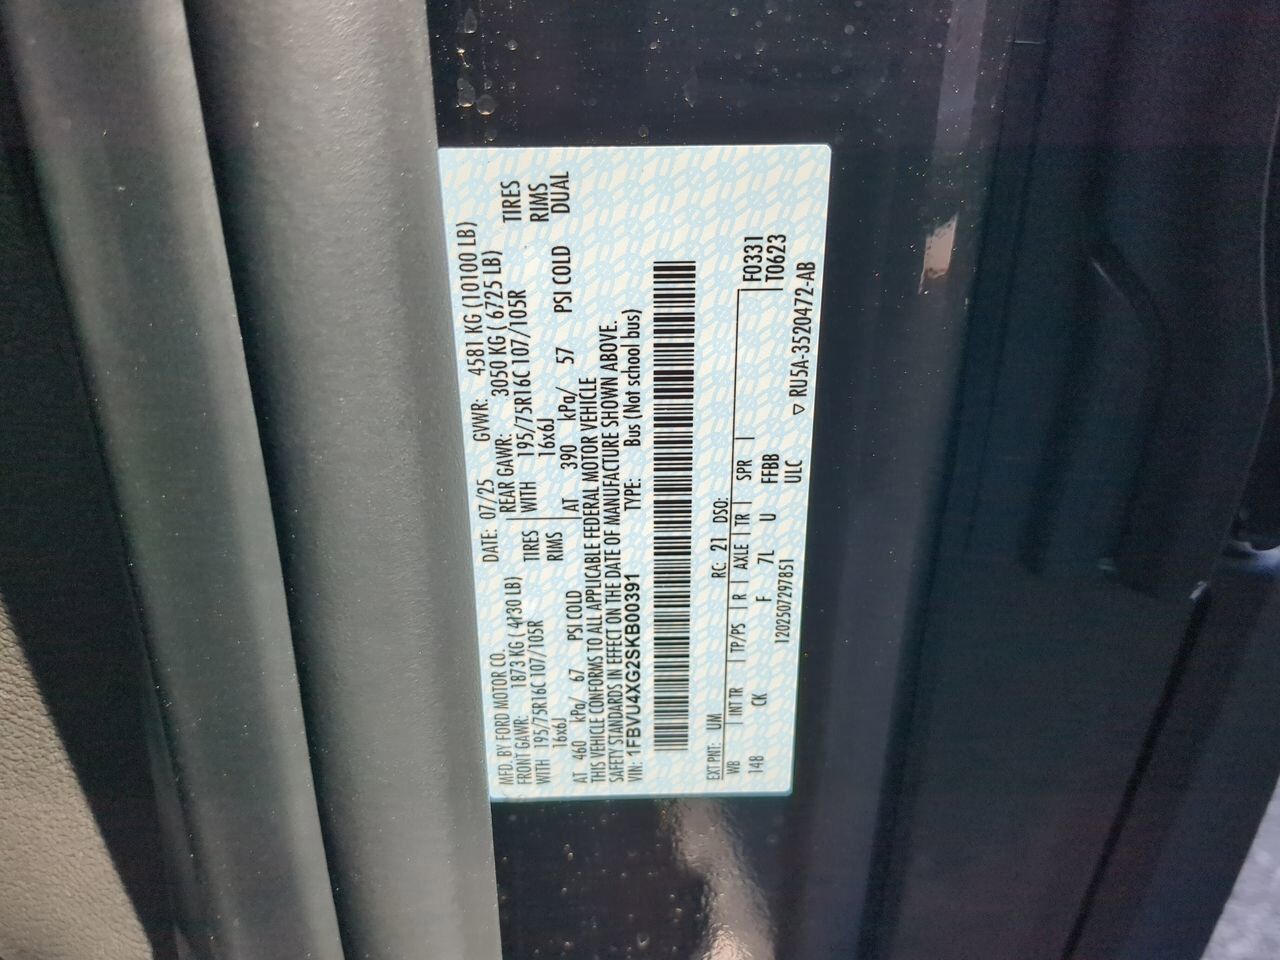 MFD. BY FORD MOTOR CO. DATE: 07/25 GVWR: 4581 KG (10100 LB)
FRONT GAWR: 1873 KG (4130 LB) REAR GAWR: 3050 KG ( 6725 LB)
WITH 195/75R16C 107/105R TIRES WITH 195/75R16C 107/105R TIRES
16x6J RIMS 16x6J RIMS
AT 460 kPa/ 67 PSI COLD AT 390 kPa/ 57 PSI COLD DUAL
THIS VEHICLE CONFORMS TO ALL APPLICABLE FEDERAL MOTOR VEHICLE
SAFETY STANDARDS IN EFFECT ON THE DATE OF MANUFACTURE SHOWN ABOVE.
VIN: 1FBVU4XG2SKB00391 TYPE: Bus (Not school bus)
EXT PNT: UM RC: 21 DSO:
WB INT TR TP/PS R AXLE TR SPR F0331
148 CK F 7L U FFBB T0623
1202507297851 ULC
▽ RU5A-3520472-AB